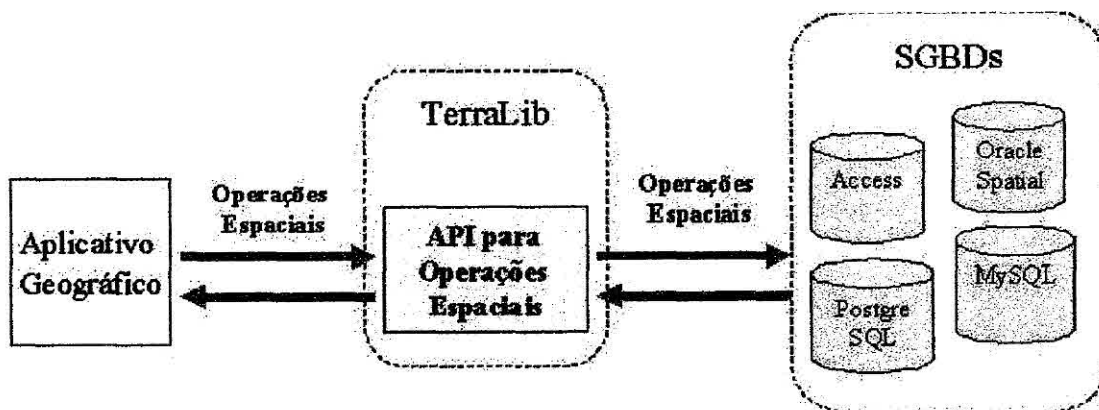 Aplicativo
Geográfico
Operações
Espaciais
TerraLib
API para
Operações
Espaciais
Operações
Espaciais
SGBDs
Access
Oracle
Spatial
Postgre
SQL
MySQL